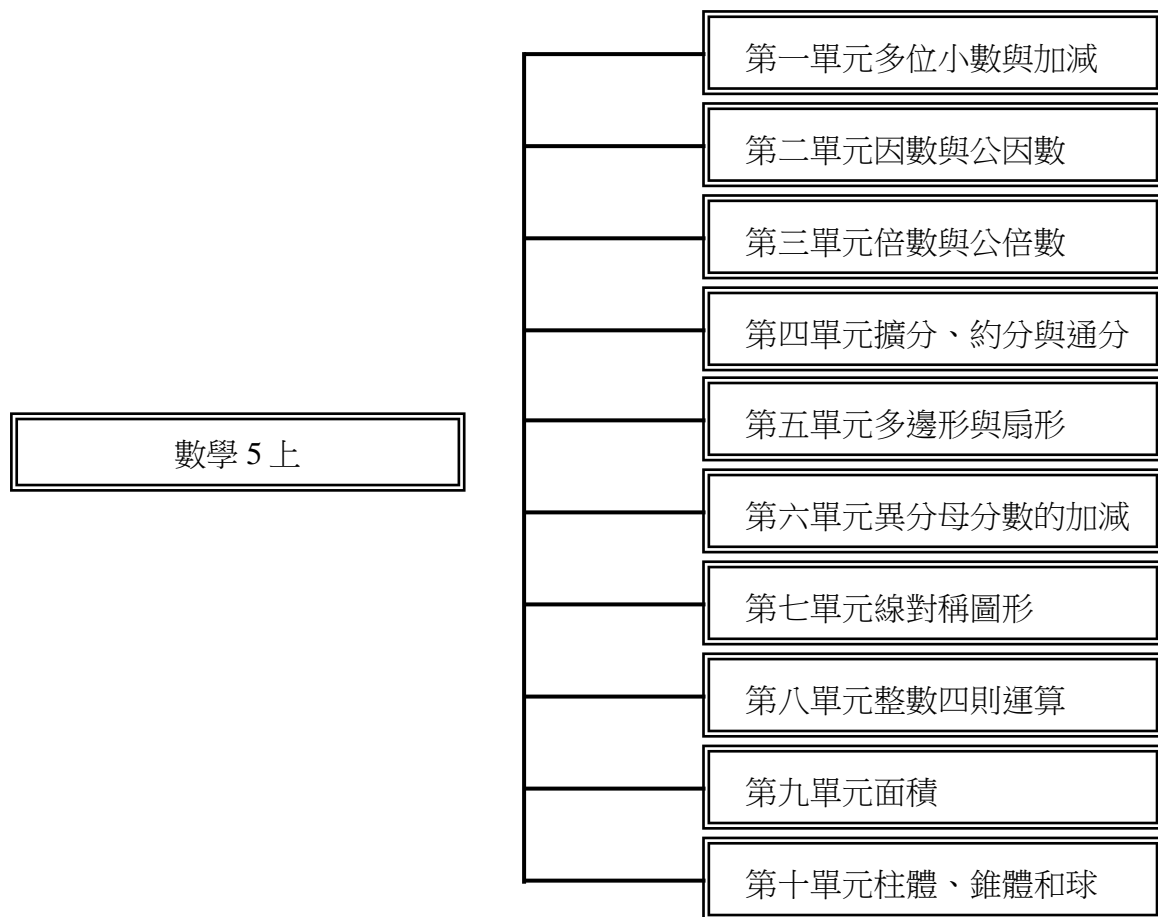 數學 5 上
第一單元多位小數與加減
第二單元因數與公因數
第三單元倍數與公倍數
第四單元擴分、約分與通分
第五單元多邊形與扇形
第六單元異分母分數的加減
第七單元線對稱圖形
第八單元整數四則運算
第九單元面積
第十單元柱體、錐體和球